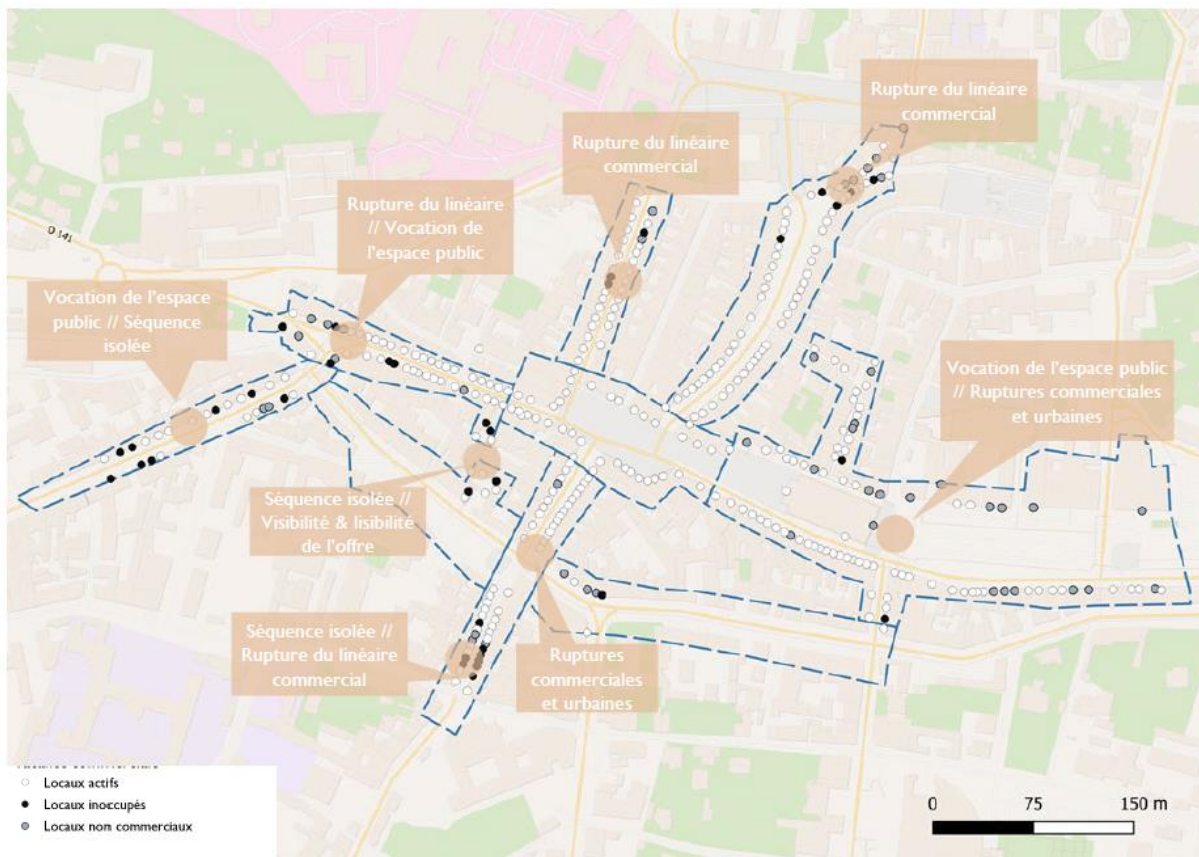 Rupture du linéaire
commercial
Rupture du linéaire
commercial
Rupture du linéaire
// Vocation de
l'espace public
D 141
Vocation de l'espace
public // Séquence
isolée
Vocation de l'espace public
// Ruptures commerciales
et urbaines
Séquence isolée //
Visibilité & lisibilité
de l'offre
Séquence isolée //
Rupture du linéaire
commercial
Ruptures
commerciales
et urbaines
Locaux actifs
Locaux inoccupés
Locaux non commerciaux
0 75 150 m